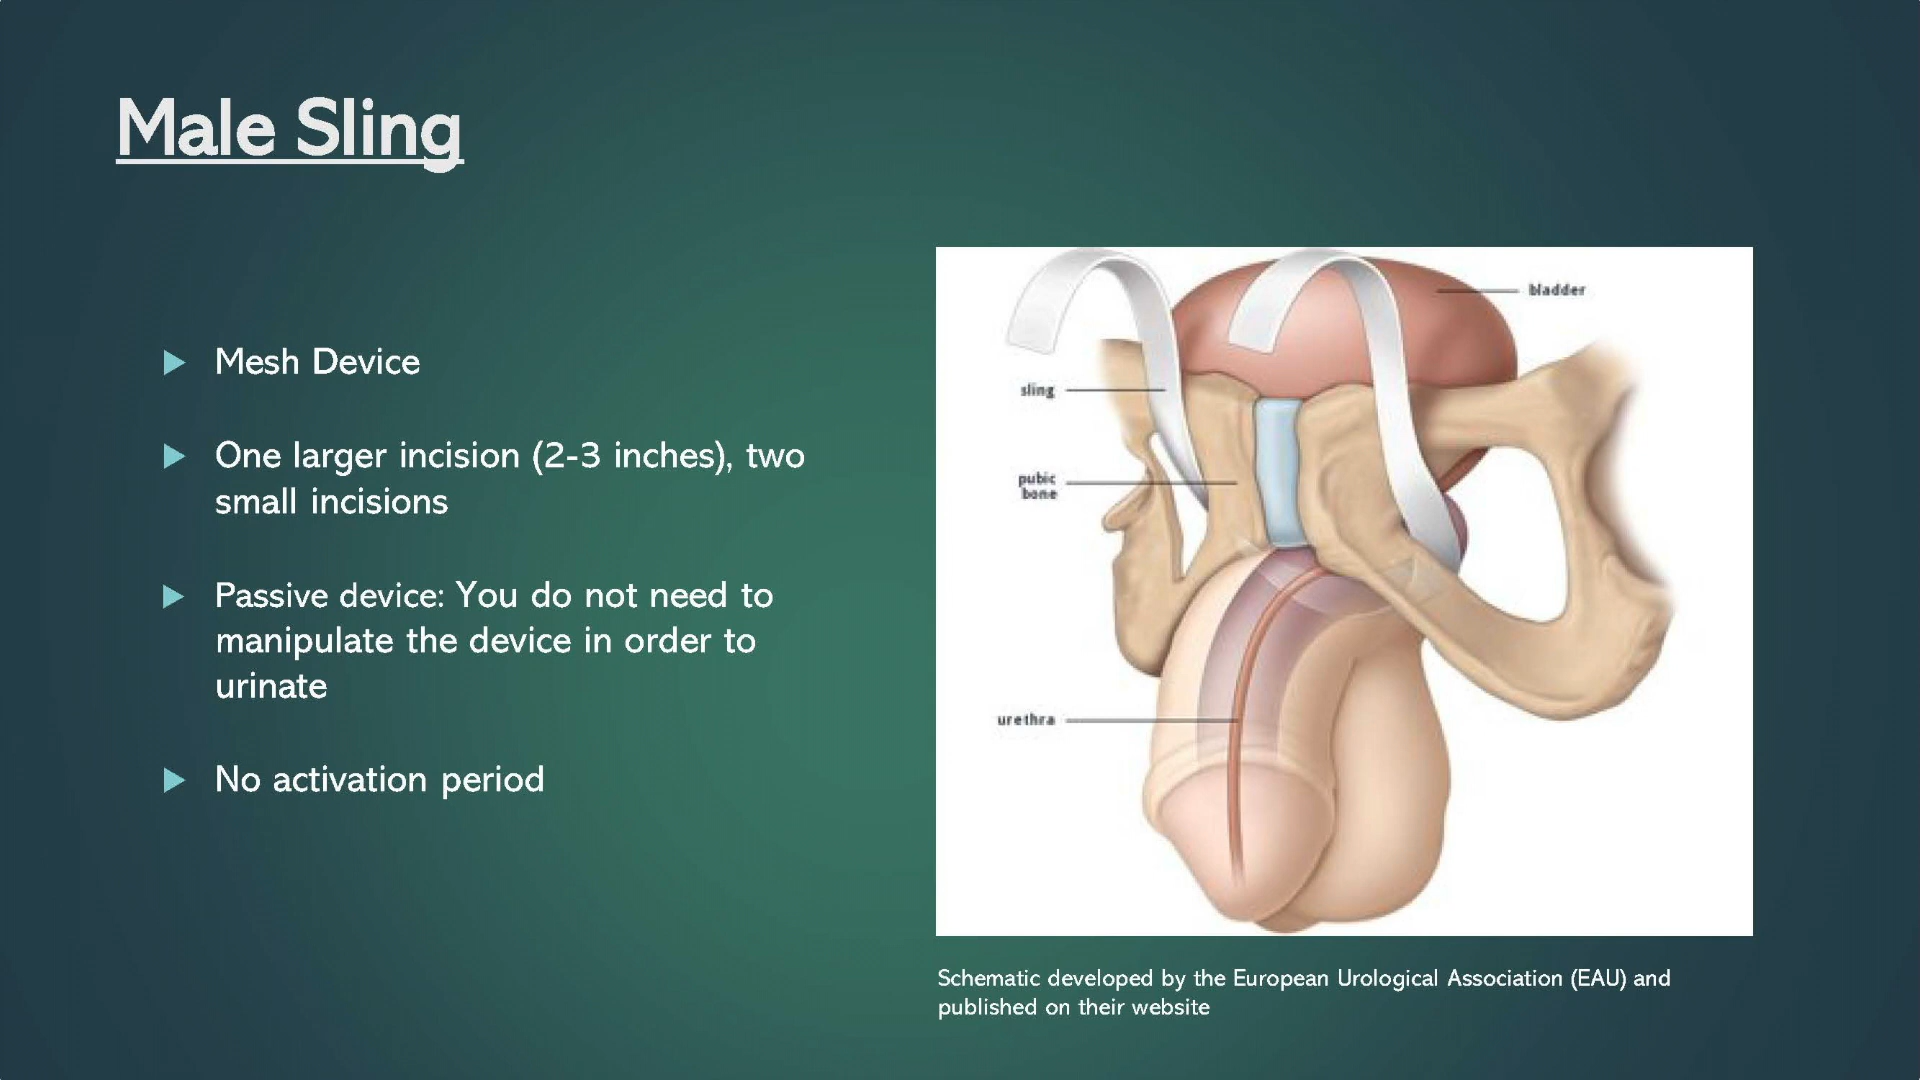 Male Sling
Mesh Device
One larger incision (2-3 inches), two
small incisions
Passive device: You do not need to
manipulate the device in order to
urinate
No activation period
bladder
sling
pubic
bone
urethra
Schematic developed by the European Urological Association (EAU) and
published on their website